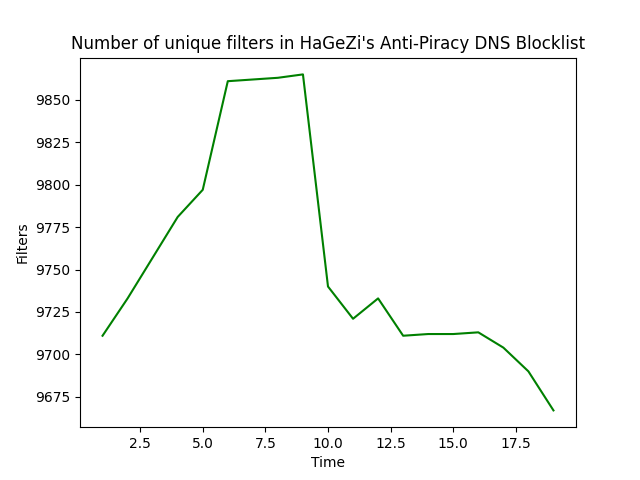 Number of unique filters in HaGeZi's Anti-Piracy DNS Blocklist
9850
9825
9800
9775
9750
9725
9700
9675
Filters
2.5 5.0 7.5 10.0 12.5 15.0 17.5
Time